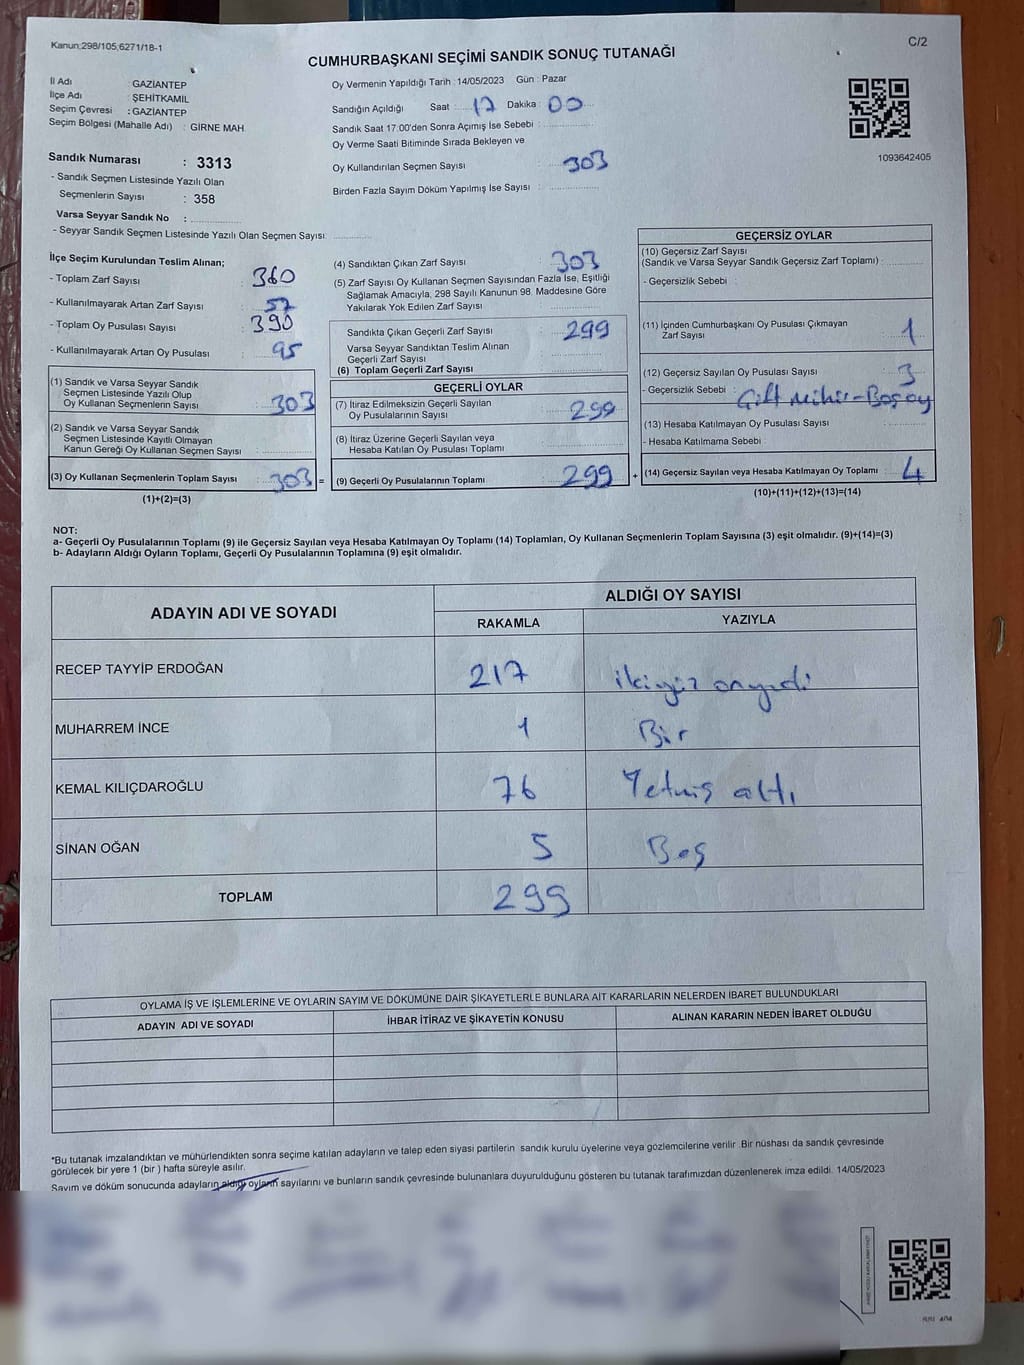 Kanun;298/105;6271/18-1
C/2
CUMHURBAŞKANI SEÇİMİ SANDIK SONUÇ TUTANAĞI
İl Adı : GAZİANTEP
İlçe Adı : ŞEHİTKAMİL
Seçim Çevresi : GAZİANTEP
Seçim Bölgesi (Mahalle Adı) : GIRNE MAH
Oy Vermenin Yapıldığı Tarih : 14/05/2023 Gün : Pazar
Sandığın Açıldığı Saat : 17 Dakika : 00
Sandık Saat 17.00'den Sonra Açımış İse Sebebi :
Oy Verme Saati Bitiminde Sırada Bekleyen ve
Oy Kullandırılan Seçmen Sayısı : 303
Birden Fazla Sayım Döküm Yapılmış İse Sayısı :
1093642405
Sandık Numarası : 3313
- Sandık Seçmen Listesinde Yazılı Olan
Seçmenlerin Sayısı : 358
Varsa Seyyar Sandık No :
- Seyyar Sandık Seçmen Listesinde Yazılı Olan Seçmen Sayısı:
İlçe Seçim Kurulundan Teslim Alınan;
- Toplam Zarf Sayısı : 360
- Kullanılmayarak Artan Zarf Sayısı : 57
- Toplam Oy Pusulası Sayısı : 390
- Kullanılmayarak Artan Oy Pusulası : 95
(1) Sandık ve Varsa Seyyar Sandık
Seçmen Listesinde Yazılı Olup
Oy Kullanan Seçmenlerin Sayısı : 303
(2) Sandık ve Varsa Seyyar Sandık
Seçmen Listesinde Kayıtlı Olmayan
Kanun Gereği Oy Kullanan Seçmen Sayısı :
(3) Oy Kullanan Seçmenlerin Toplam Sayısı : 303 =
(1)+(2)=(3)
(4) Sandıktan Çıkan Zarf Sayısı : 303
(5) Zarf Sayısı Oy Kullanan Seçmen Sayısından Fazla İse, Eşitliği
Sağlamak Amacıyla, 298 Sayılı Kanunun 98. Maddesine Göre
Yakılarak Yok Edilen Zarf Sayısı :
Sandıkta Çıkan Geçerli Zarf Sayısı : 299
Varsa Seyyar Sandıktan Teslim Alınan
Geçerli Zarf Sayısı :
(6) Toplam Geçerli Zarf Sayısı :
GEÇERLİ OYLAR
(7) İtiraz Edilmeksizin Geçerli Sayılan
Oy Pusulalarının Sayısı : 299
(8) İtiraz Üzerine Geçerli Sayılan veya
Hesaba Katılan Oy Pusulası Toplamı :
(9) Geçerli Oy Pusulalarının Toplamı : 299 +
GEÇERSİZ OYLAR
(10) Geçersiz Zarf Sayısı
(Sandık ve Varsa Seyyar Sandık Geçersiz Zarf Toplamı) :
- Geçersizlik Sebebi :
(11) İçinden Cumhurbaşkanı Oy Pusulası Çıkmayan
Zarf Sayısı : 1
(12) Geçersiz Sayılan Oy Pusulası Sayısı : 3
- Geçersizlik Sebebi : Çift Mühür-Boş oy
(13) Hesaba Katılmayan Oy Pusulası Sayısı :
- Hesaba Katılmama Sebebi :
(14) Geçersiz Sayılan veya Hesaba Katılmayan Oy Toplamı : 4
(10)+(11)+(12)+(13)=(14)
NOT:
a- Geçerli Oy Pusulalarının Toplamı (9) ile Geçersiz Sayılan veya Hesaba Katılmayan Oy Toplamı (14) Toplamları, Oy Kullanan Seçmenlerin Toplam Sayısına (3) eşit olmalıdır. (9)+(14)=(3)
b- Adayların Aldığı Oyların Toplamı, Geçerli Oy Pusulalarının Toplamına (9) eşit olmalıdır.
ADAYIN ADI VE SOYADI
ALDIĞI OY SAYISI
RAKAMLA YAZIYLA
RECEP TAYYİP ERDOĞAN 217 ikiyüz onyedi
MUHARREM İNCE 1 Bir
KEMAL KILIÇDAROĞLU 76 Yetmiş altı
SİNAN OĞAN 5 Beş
TOPLAM 299
OYLAMA İŞ VE İŞLEMLERİNE VE OYLARIN SAYIM VE DÖKÜMÜNE DAİR ŞİKAYETLERLE BUNLARA AİT KARARLARIN NELERDEN İBARET BULUNDUKLARI
ADAYIN ADI VE SOYADI
İHBAR İTİRAZ VE ŞİKAYETİN KONUSU
ALINAN KARARIN NEDEN İBARET OLDUĞU
*Bu tutanak imzalandıktan ve mühürlendikten sonra seçime katılan adayların ve talep eden siyasi partilerin sandık kurulu üyelerine veya gözlemcilerine verilir. Bir nüshası da sandık çevresinde
görülecek bir yere 1 (bir) hafta süreyle asılır.
Sayım ve döküm sonucunda adayların aldığı oyların sayılarını ve bunların sandık çevresinde bulunanlara duyurulduğunu gösteren bu tutanak tarafımızdan düzenlenerek imza edildi. 14/05/2023